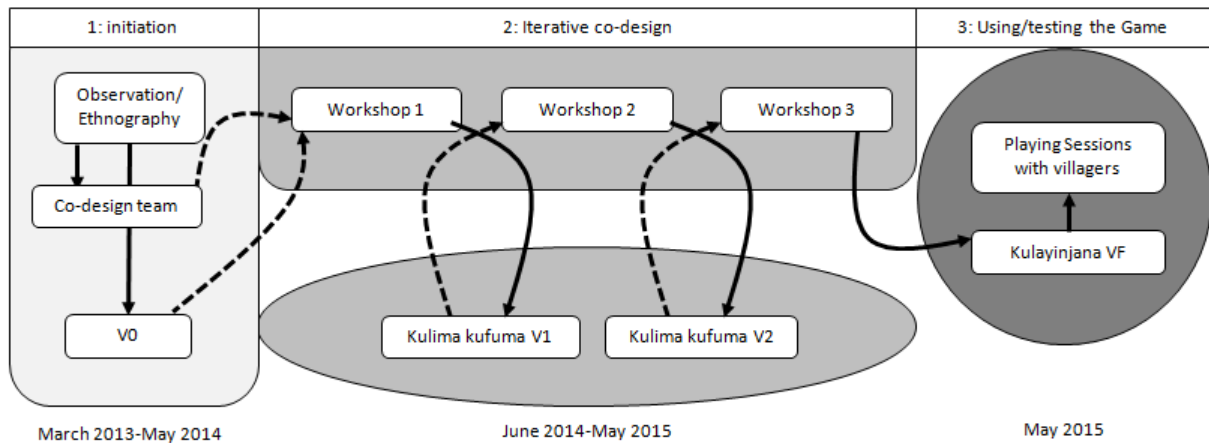 1: initiation
2: Iterative co-design
3: Using/testing the Game
Observation/
Ethnography
Co-design team
V0
Workshop 1
Workshop 2
Workshop 3
Kulima kufuma V1
Kulima kufuma V2
Playing Sessions
with villagers
Kulayinjana VF
March 2013-May 2014
June 2014-May 2015
May 2015